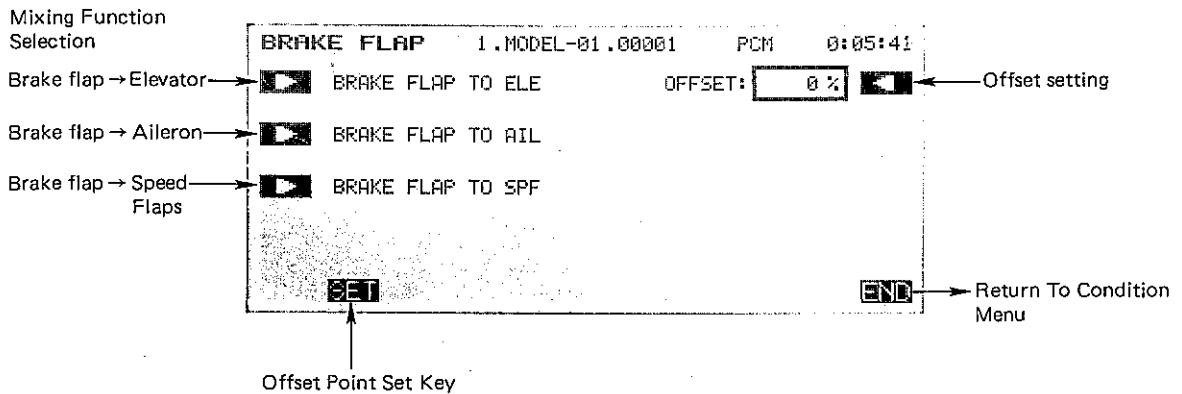 Mixing Function
Selection
BRAKE FLAP 1.MODEL-01.00001 PCM 0:05:41
Brake flap → Elevator
BRAKE FLAP TO ELE
OFFSET: 0 %
Offset setting
Brake flap → Aileron
BRAKE FLAP TO AIL
Brake flap → Speed
Flaps
BRAKE FLAP TO SPF
SET
END
Return To Condition
Menu
Offset Point Set Key